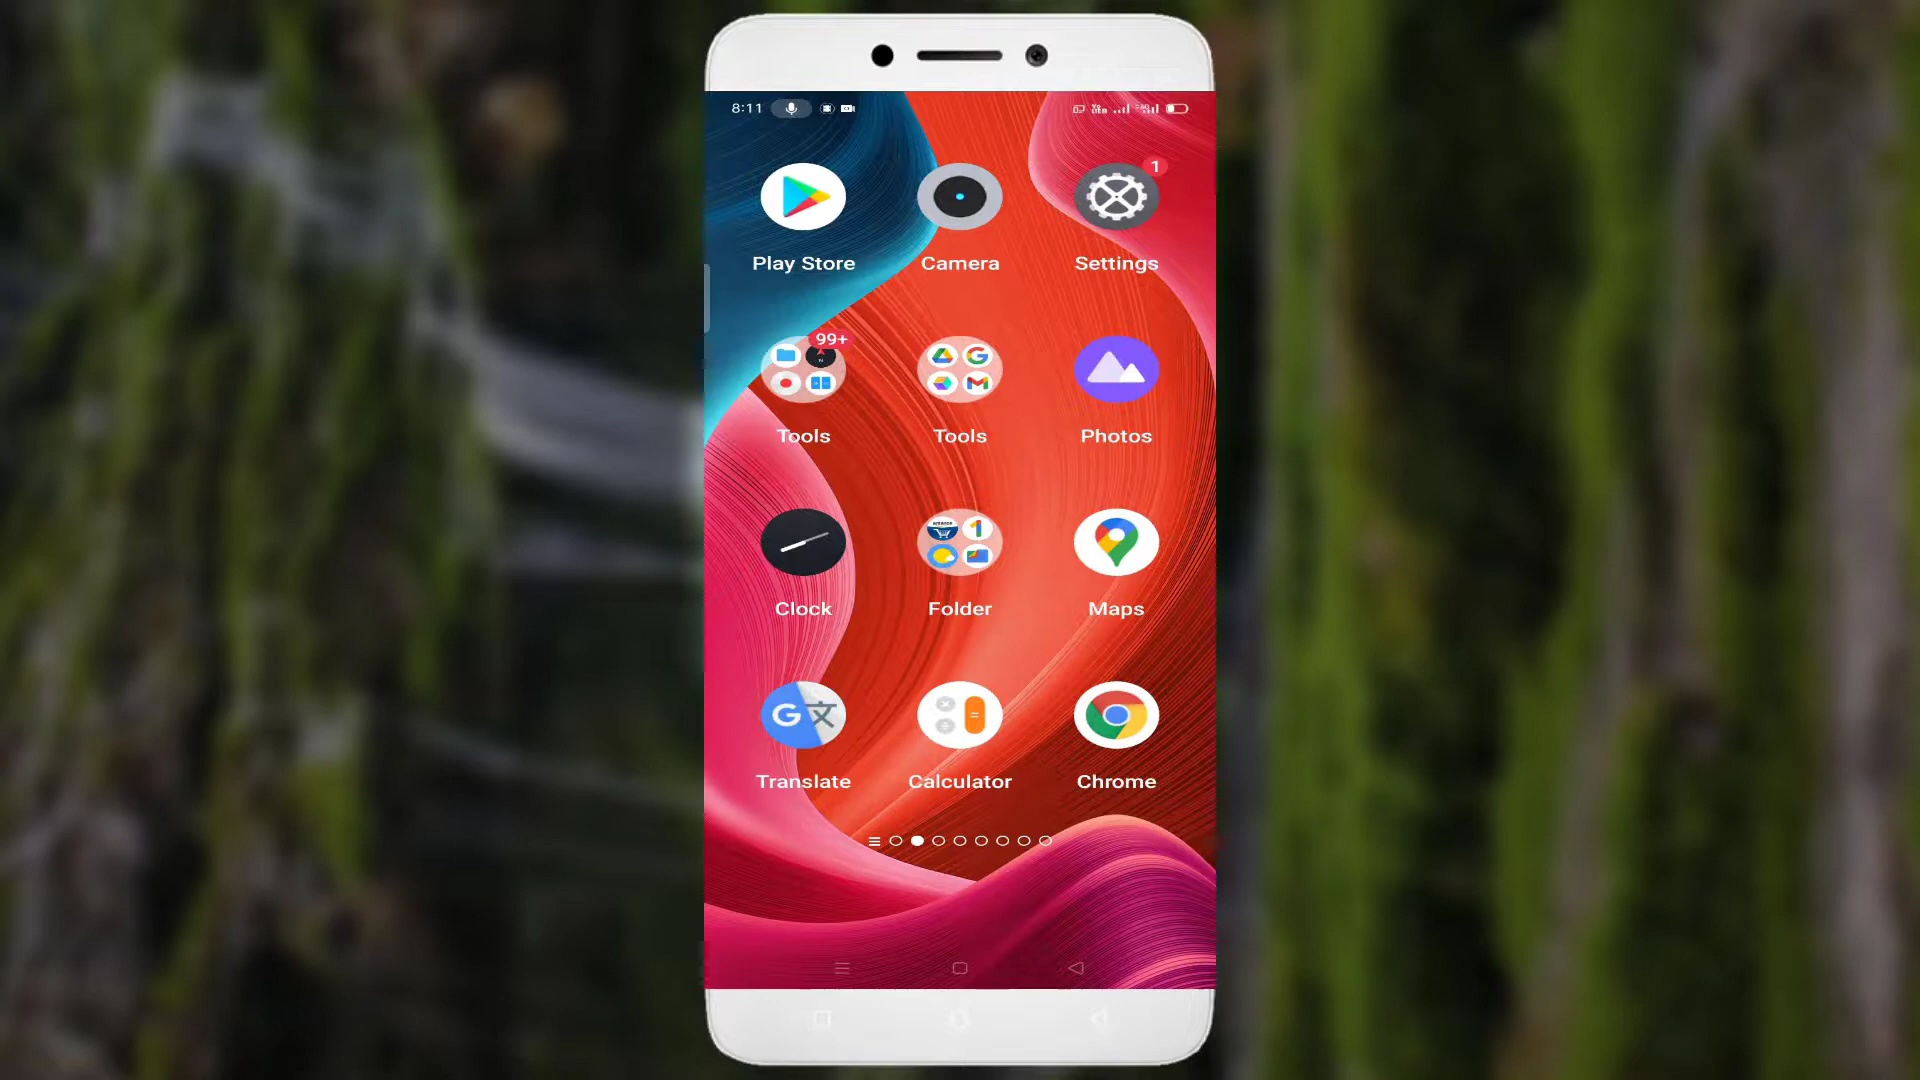 8:11
1
Play Store
Camera
Settings
99+
Tools
Tools
Photos
Clock
Folder
Maps
Translate
Calculator
Chrome